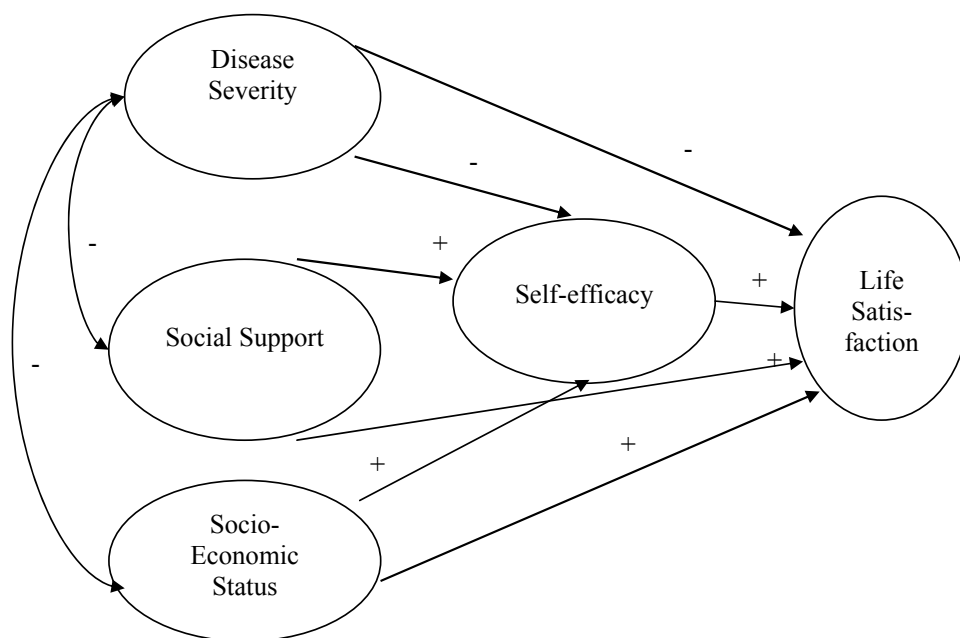 Disease
Severity
-
-
+
-
Self-efficacy
+
Life
Satis-
faction
Social Support
-
+
+
+
Socio-
Economic
Status